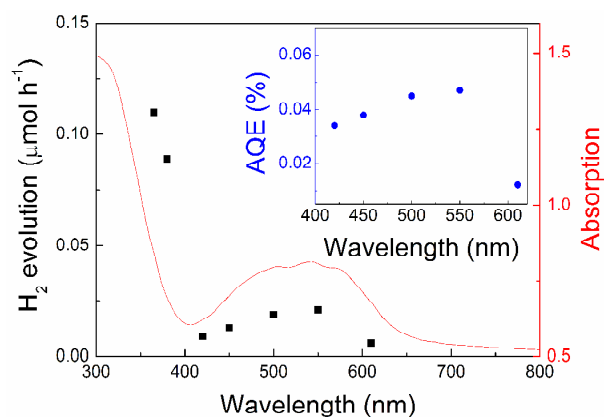 0.15
0.10
0.05
0.00
H₂ evolution (μmol h⁻¹)
300 400 500 600 700 800
Wavelength (nm)
1.5
1.0
0.5
Absorption
0.06
0.04
0.02
AQE (%)
400 450 500 550 600
Wavelength (nm)